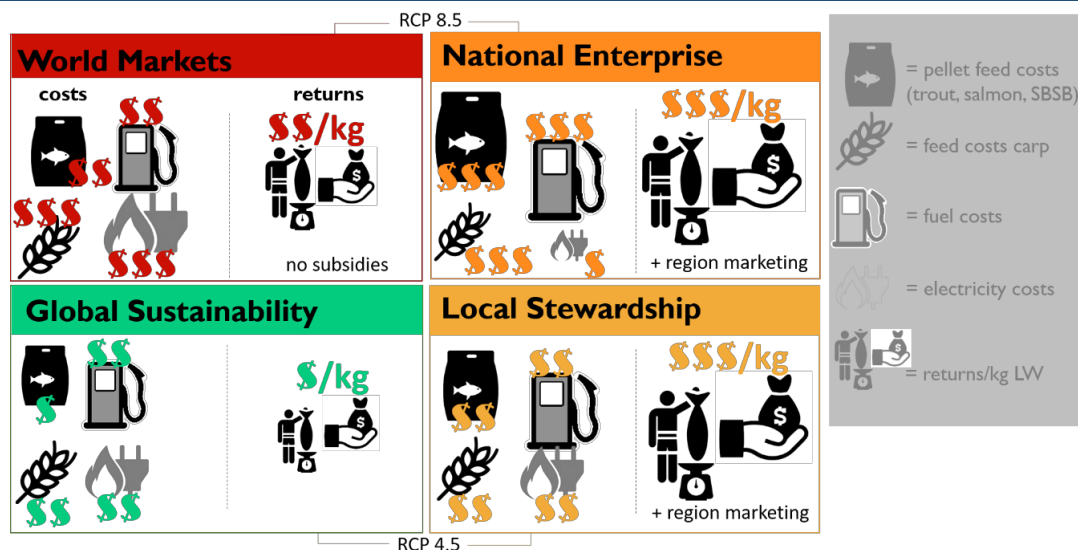 RCP 8.5
World Markets
costs
returns
$$
$$/kg
$$
$$$
$$$
$
no subsidies
National Enterprise
$$$
$$$/kg
$$$
$
$$$
$
+ region marketing
Global Sustainability
$$
$/kg
$
$$
$$
Local Stewardship
$$
$$$/kg
$$
$
$$
$$
+ region marketing
RCP 4.5
= pellet feed costs
(trout, salmon, SBSB)
= feed costs carp
= fuel costs
= electricity costs
= returns/kg LW